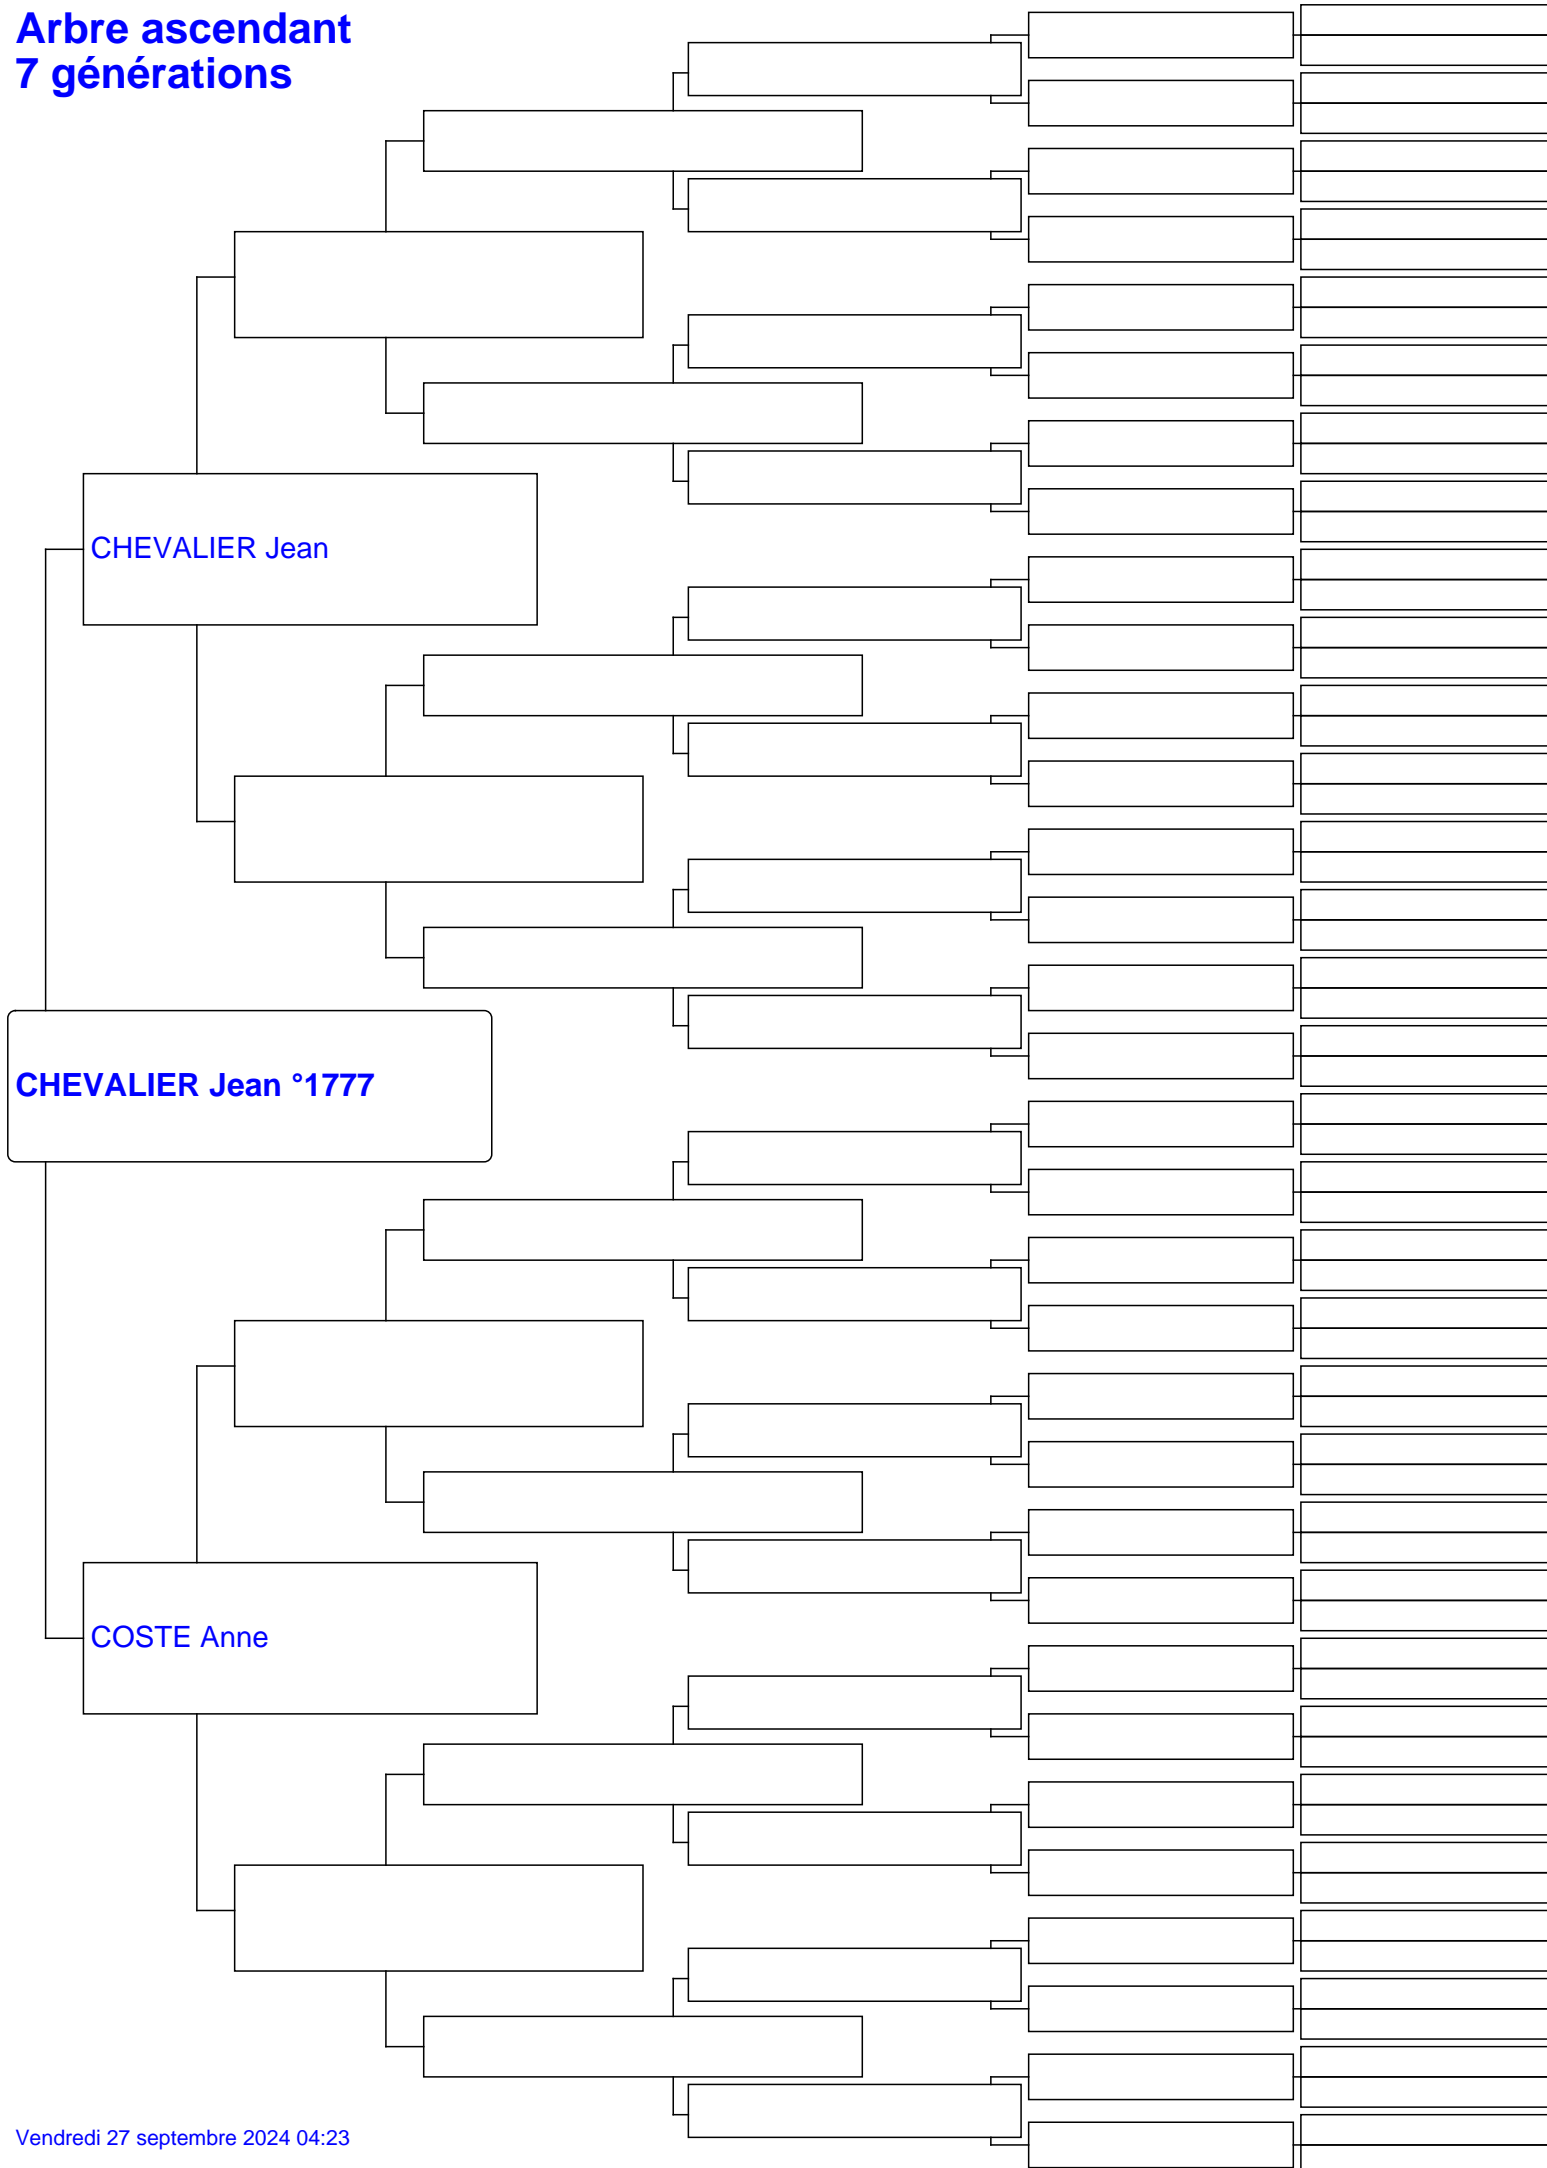 Arbre ascendant
7 générations
CHEVALIER Jean
CHEVALIER Jean °1777
COSTE Anne
Vendredi 27 septembre 2024 04:23